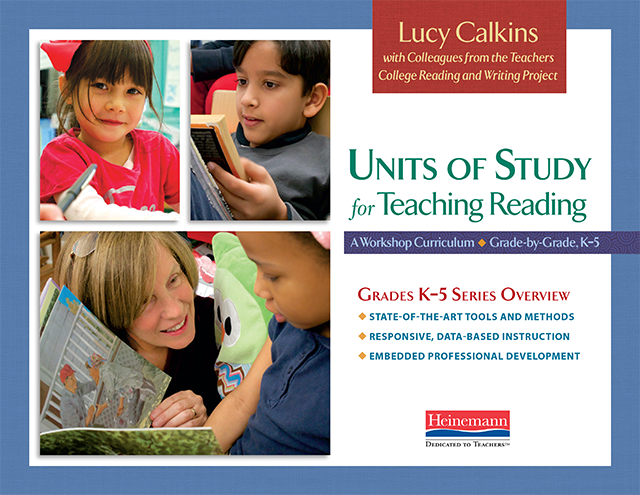 Lucy Calkins
with Colleagues from the Teachers
College Reading and Writing Project
UNITS OF STUDY
for Teaching Reading
A Workshop Curriculum ◆ Grade-by-Grade, K–5
GRADES K–5 SERIES OVERVIEW
◆ STATE-OF-THE-ART TOOLS AND METHODS
◆ RESPONSIVE, DATA-BASED INSTRUCTION
◆ EMBEDDED PROFESSIONAL DEVELOPMENT
Heinemann
DEDICATED TO TEACHERS™